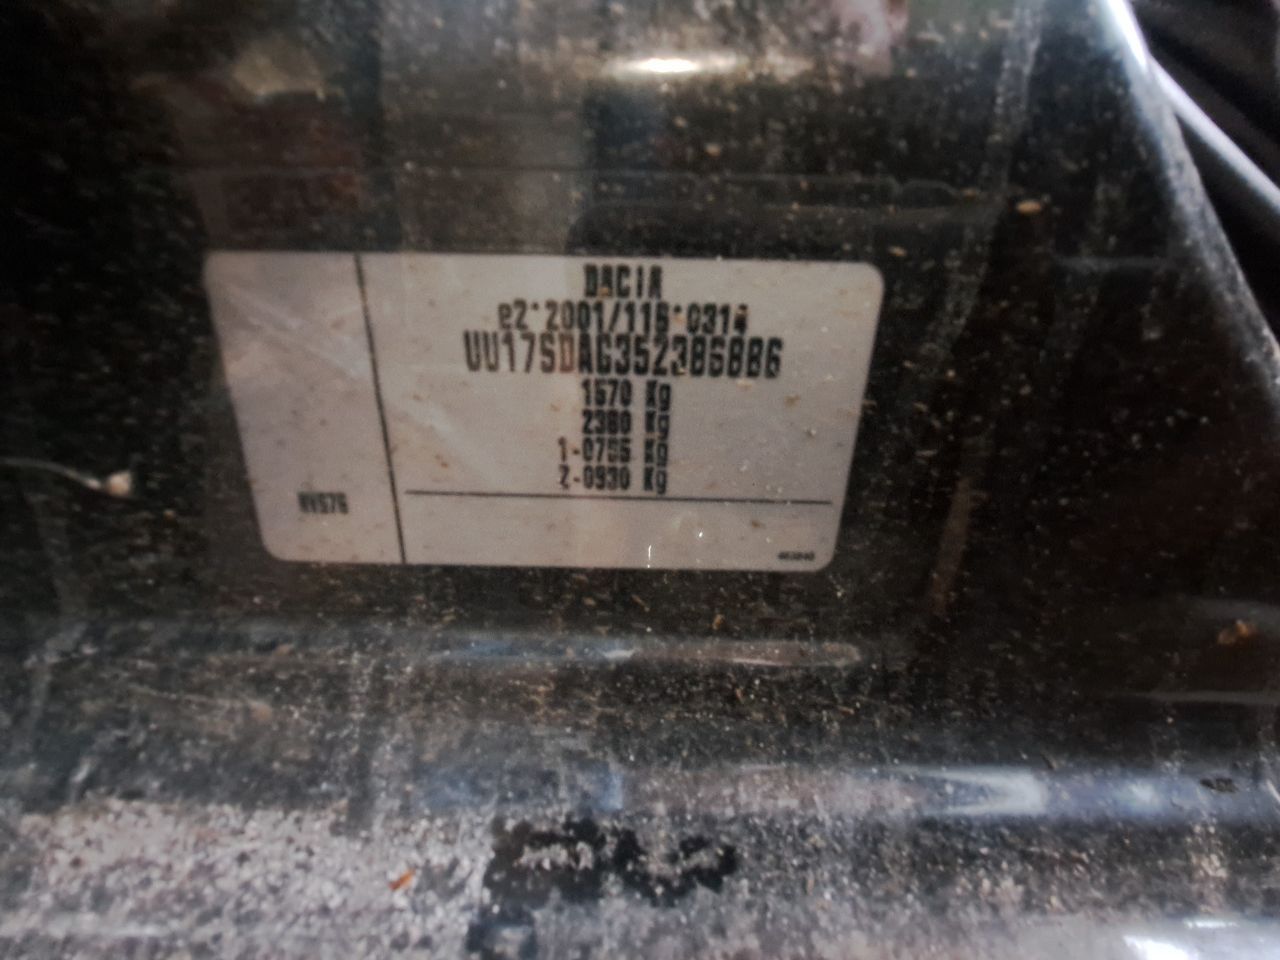 DACIA
e2*2001/116*0314
UU17SDAG352386886
1570 Kg
2380 Kg
1-0755 Kg
2-0930 Kg